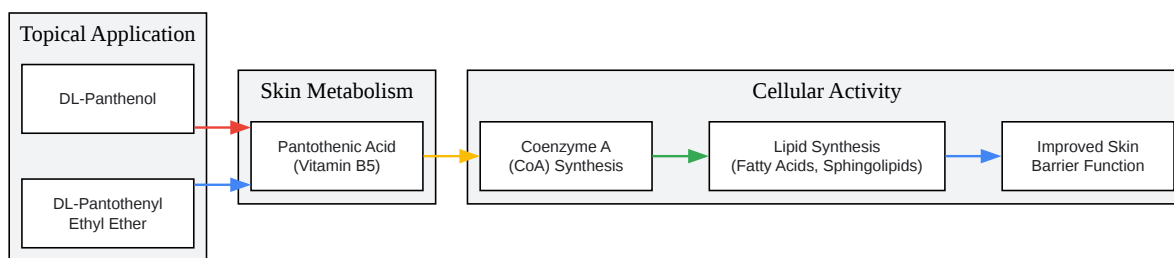 Topical Application
DL-Panthenol
DL-Pantothenyl
Ethyl Ether
Skin Metabolism
Pantothenic Acid
(Vitamin B5)
Cellular Activity
Coenzyme A
(CoA) Synthesis
Lipid Synthesis
(Fatty Acids, Sphingolipids)
Improved Skin
Barrier Function